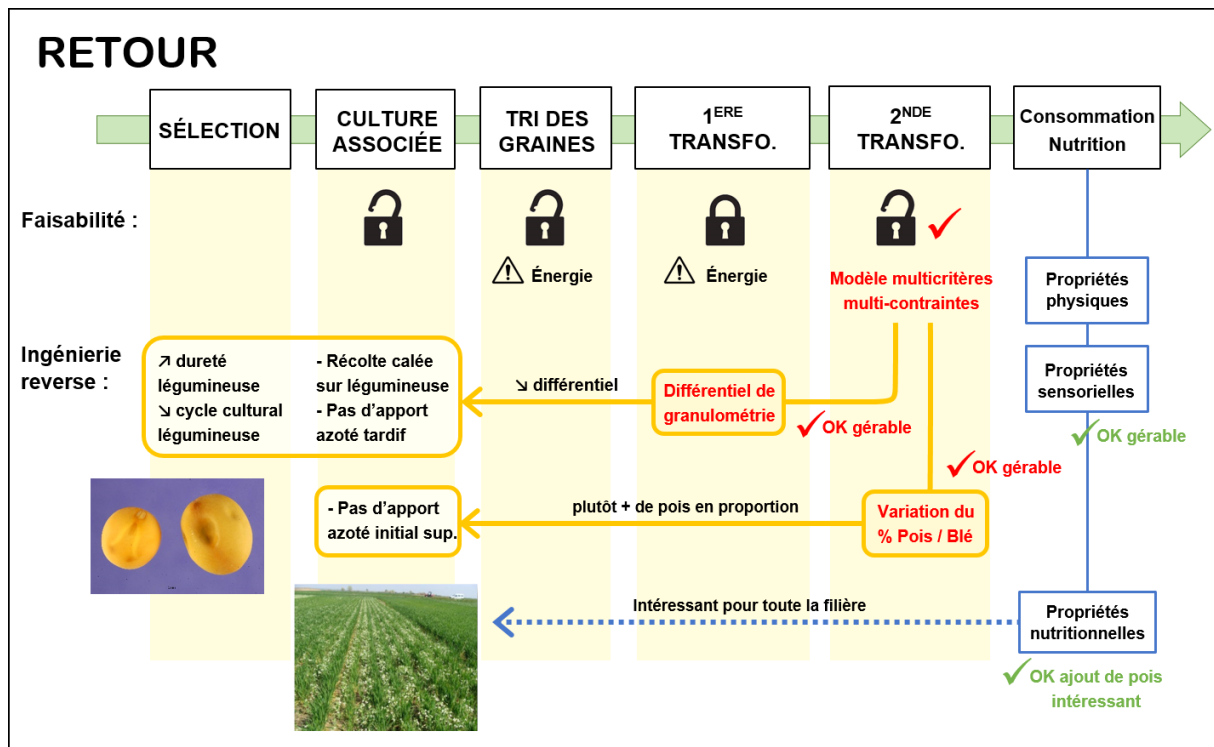 RETOUR
SÉLECTION
CULTURE
ASSOCIÉE
TRI DES
GRAINES
1ERE
TRANSFO.
2NDE
TRANSFO.
Consommation
Nutrition
Faisabilité :
Énergie
Énergie
Modèle multicritères
multi-contraintes
Propriétés
physiques
Ingénierie
reverse :
↗ dureté
légumineuse
↘ cycle cultural
légumineuse
- Récolte calée
sur légumineuse
- Pas d'apport
azoté tardif
↘ différentiel
Différentiel de
granulométrie
OK gérable
Propriétés
sensorielles
OK gérable
OK gérable
- Pas d'apport
azoté initial sup.
plutôt + de pois en proportion
Variation du
% Pois / Blé
Intéressant pour toute la filière
Propriétés
nutritionnelles
OK ajout de pois
intéressant